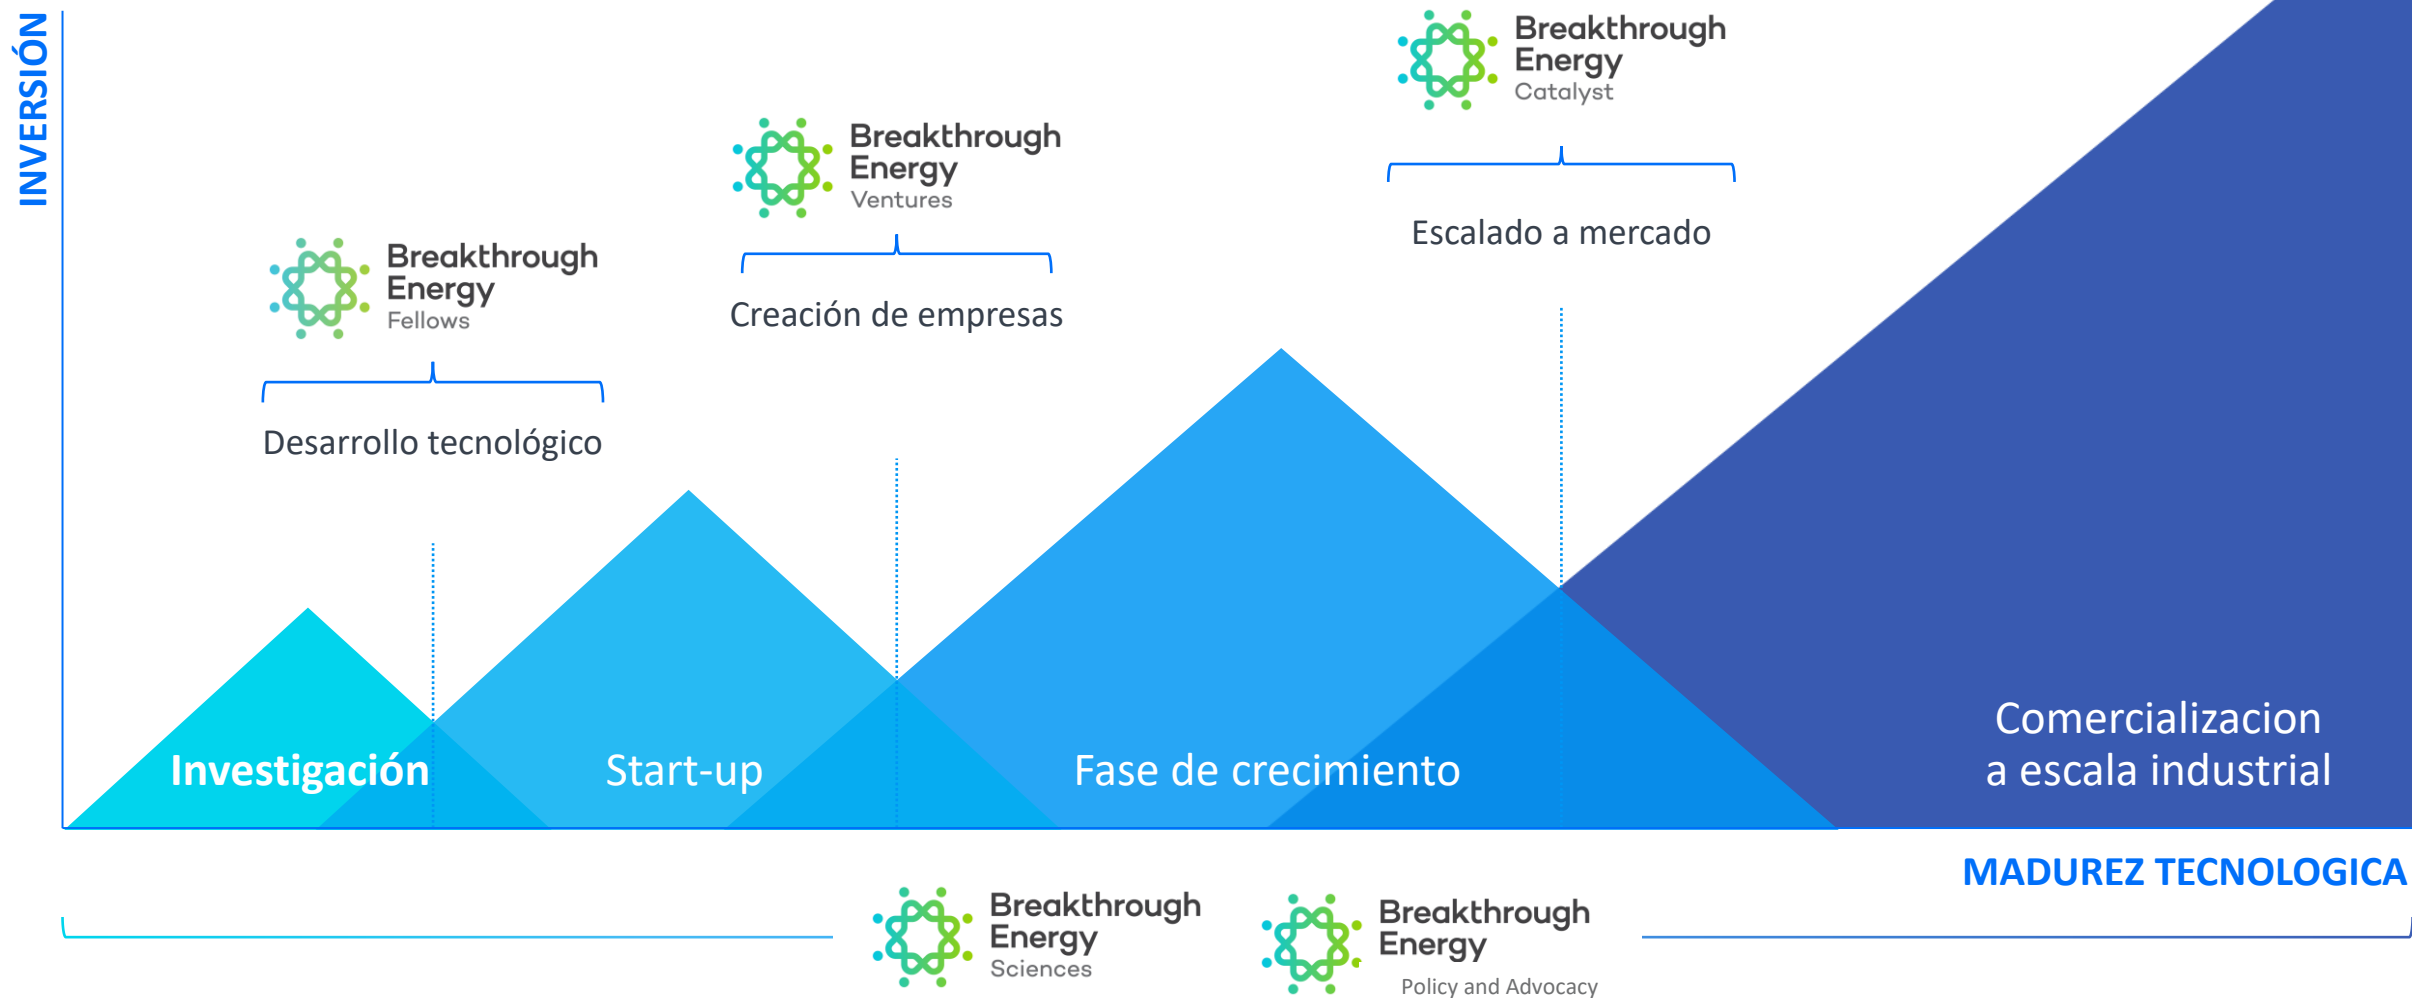 INVERSIÓN
Breakthrough
Energy
Catalyst
Escalado a mercado
Breakthrough
Energy
Ventures
Creación de empresas
Breakthrough
Energy
Fellows
Desarrollo tecnológico
Investigación
Start-up
Fase de crecimiento
Comercializacion
a escala industrial
MADUREZ TECNOLOGICA
Breakthrough
Energy
Sciences
Breakthrough
Energy
Policy and Advocacy